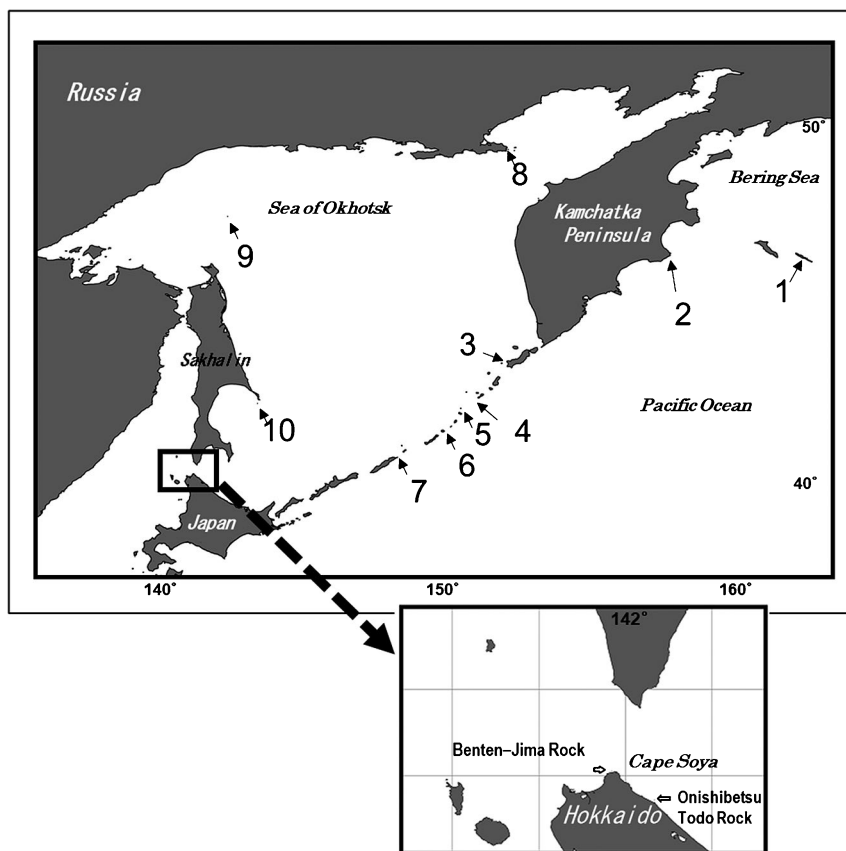 Russia
50°
8
Bering Sea
Sea of Okhotsk
Kamchatka
Peninsula
9
1
2
3
Sakhalin
Pacific Ocean
4
5
10
6
7
40°
Japan
140°
150°
160°
142°
Benten-Jima Rock
Cape Soya
Onishibetsu
Todo Rock
Hokkaido